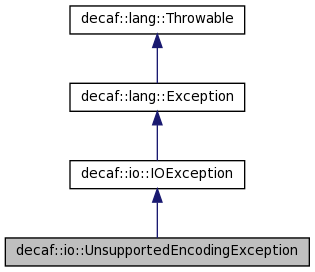 decaf::lang::Throwable
decaf::lang::Exception
decaf::io::IOException
decaf::io::UnsupportedEncodingException